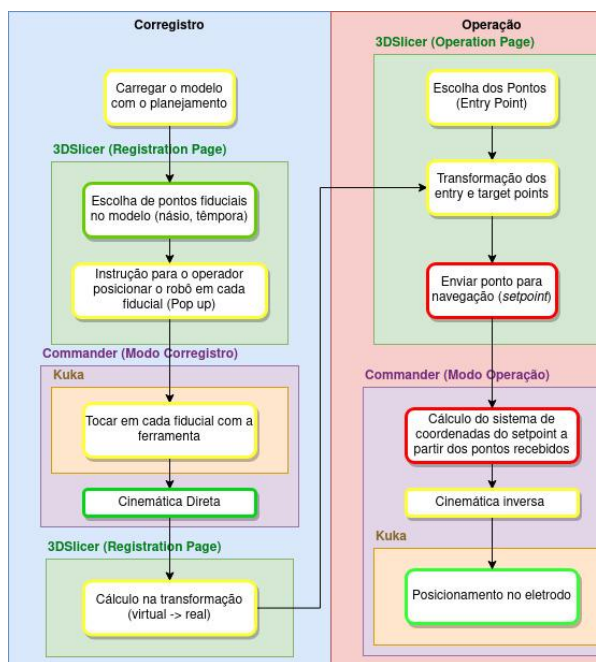 Corregistro
Carregar o modelo
com o planejamento
3DSlicer (Registration Page)
Escolha de pontos fiduciais
no modelo (násio, têmpora)
Instrução para o operador
posicionar o robô em cada
fiducial (Pop up)
Commander (Modo Corregistro)
Kuka
Tocar em cada fiducial com a
ferramenta
Cinemática Direta
3DSlicer (Registration Page)
Cálculo na transformação
(virtual -> real)
Operação
3DSlicer (Operation Page)
Escolha dos Pontos
(Entry Point)
Transformação dos
entry e target points
Enviar ponto para
navegação (setpoint)
Commander (Modo Operação)
Cálculo do sistema de
coordenadas do setpoint a
partir dos pontos recebidos
Cinemática inversa
Kuka
Posicionamento no eletrodo